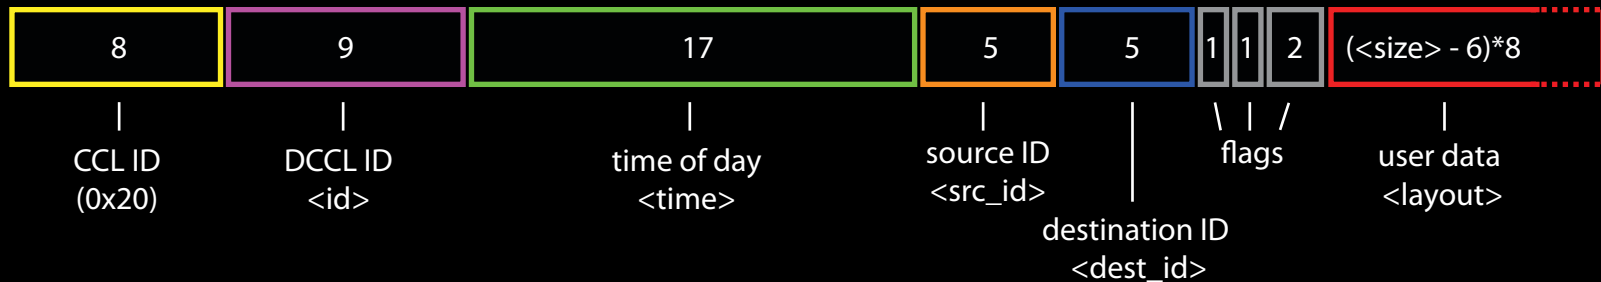 8 9 17 5 5 1 1 2 (<size> - 6)*8
CCL ID
(0x20)
DCCL ID
<id>
time of day
<time>
source ID
<src_id>
destination ID
<dest_id>
flags
user data
<layout>